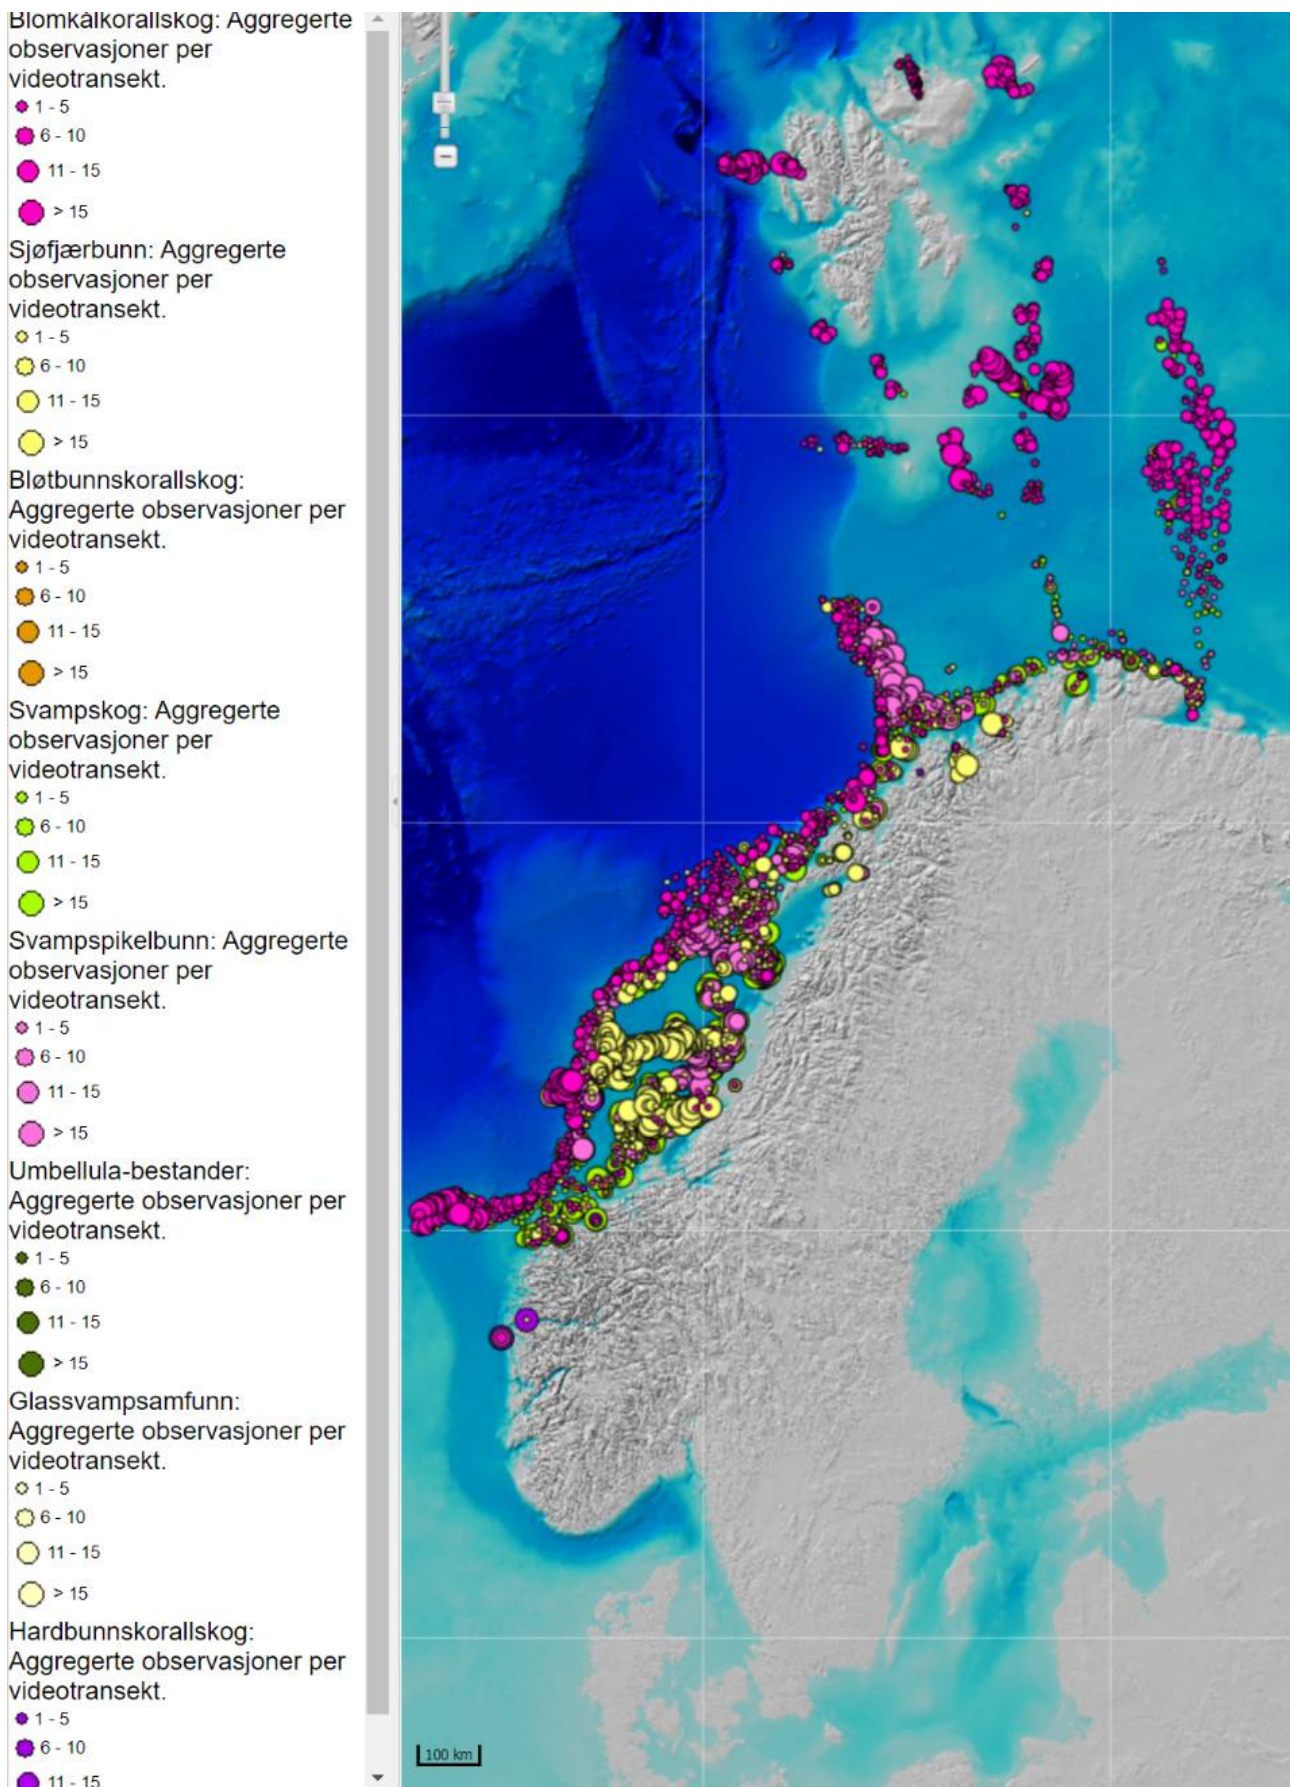 Blomkålkorallskog: Aggregerte
observasjoner per
videotransekt.
1 - 5
6 - 10
11 - 15
> 15
Sjøfjærbunn: Aggregerte
observasjoner per
videotransekt.
1 - 5
6 - 10
11 - 15
> 15
Bløtbunnskorallskog:
Aggregerte observasjoner per
videotransekt.
1 - 5
6 - 10
11 - 15
> 15
Svampskog: Aggregerte
observasjoner per
videotransekt.
1 - 5
6 - 10
11 - 15
> 15
Svampspikelbunn: Aggregerte
observasjoner per
videotransekt.
1 - 5
6 - 10
11 - 15
> 15
Umbellula-bestander:
Aggregerte observasjoner per
videotransekt.
1 - 5
6 - 10
11 - 15
> 15
Glassvampsamfunn:
Aggregerte observasjoner per
videotransekt.
1 - 5
6 - 10
11 - 15
> 15
Hardbunnskorallskog:
Aggregerte observasjoner per
videotransekt.
1 - 5
6 - 10
11 - 15
100 km